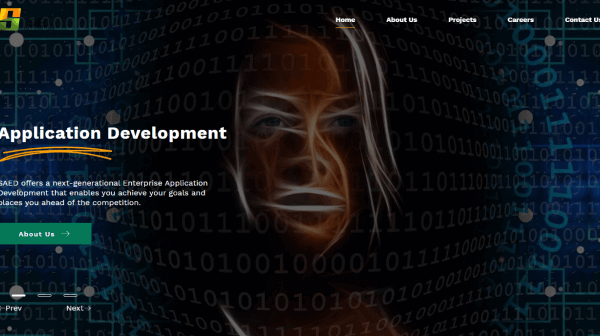 S
Home About Us Projects Careers Contact Us
Application Development
SAED offers a next-generational Enterprise Application
Development that enables you achieve your goals and
places you ahead of the competition.
About Us →
← Prev Next →